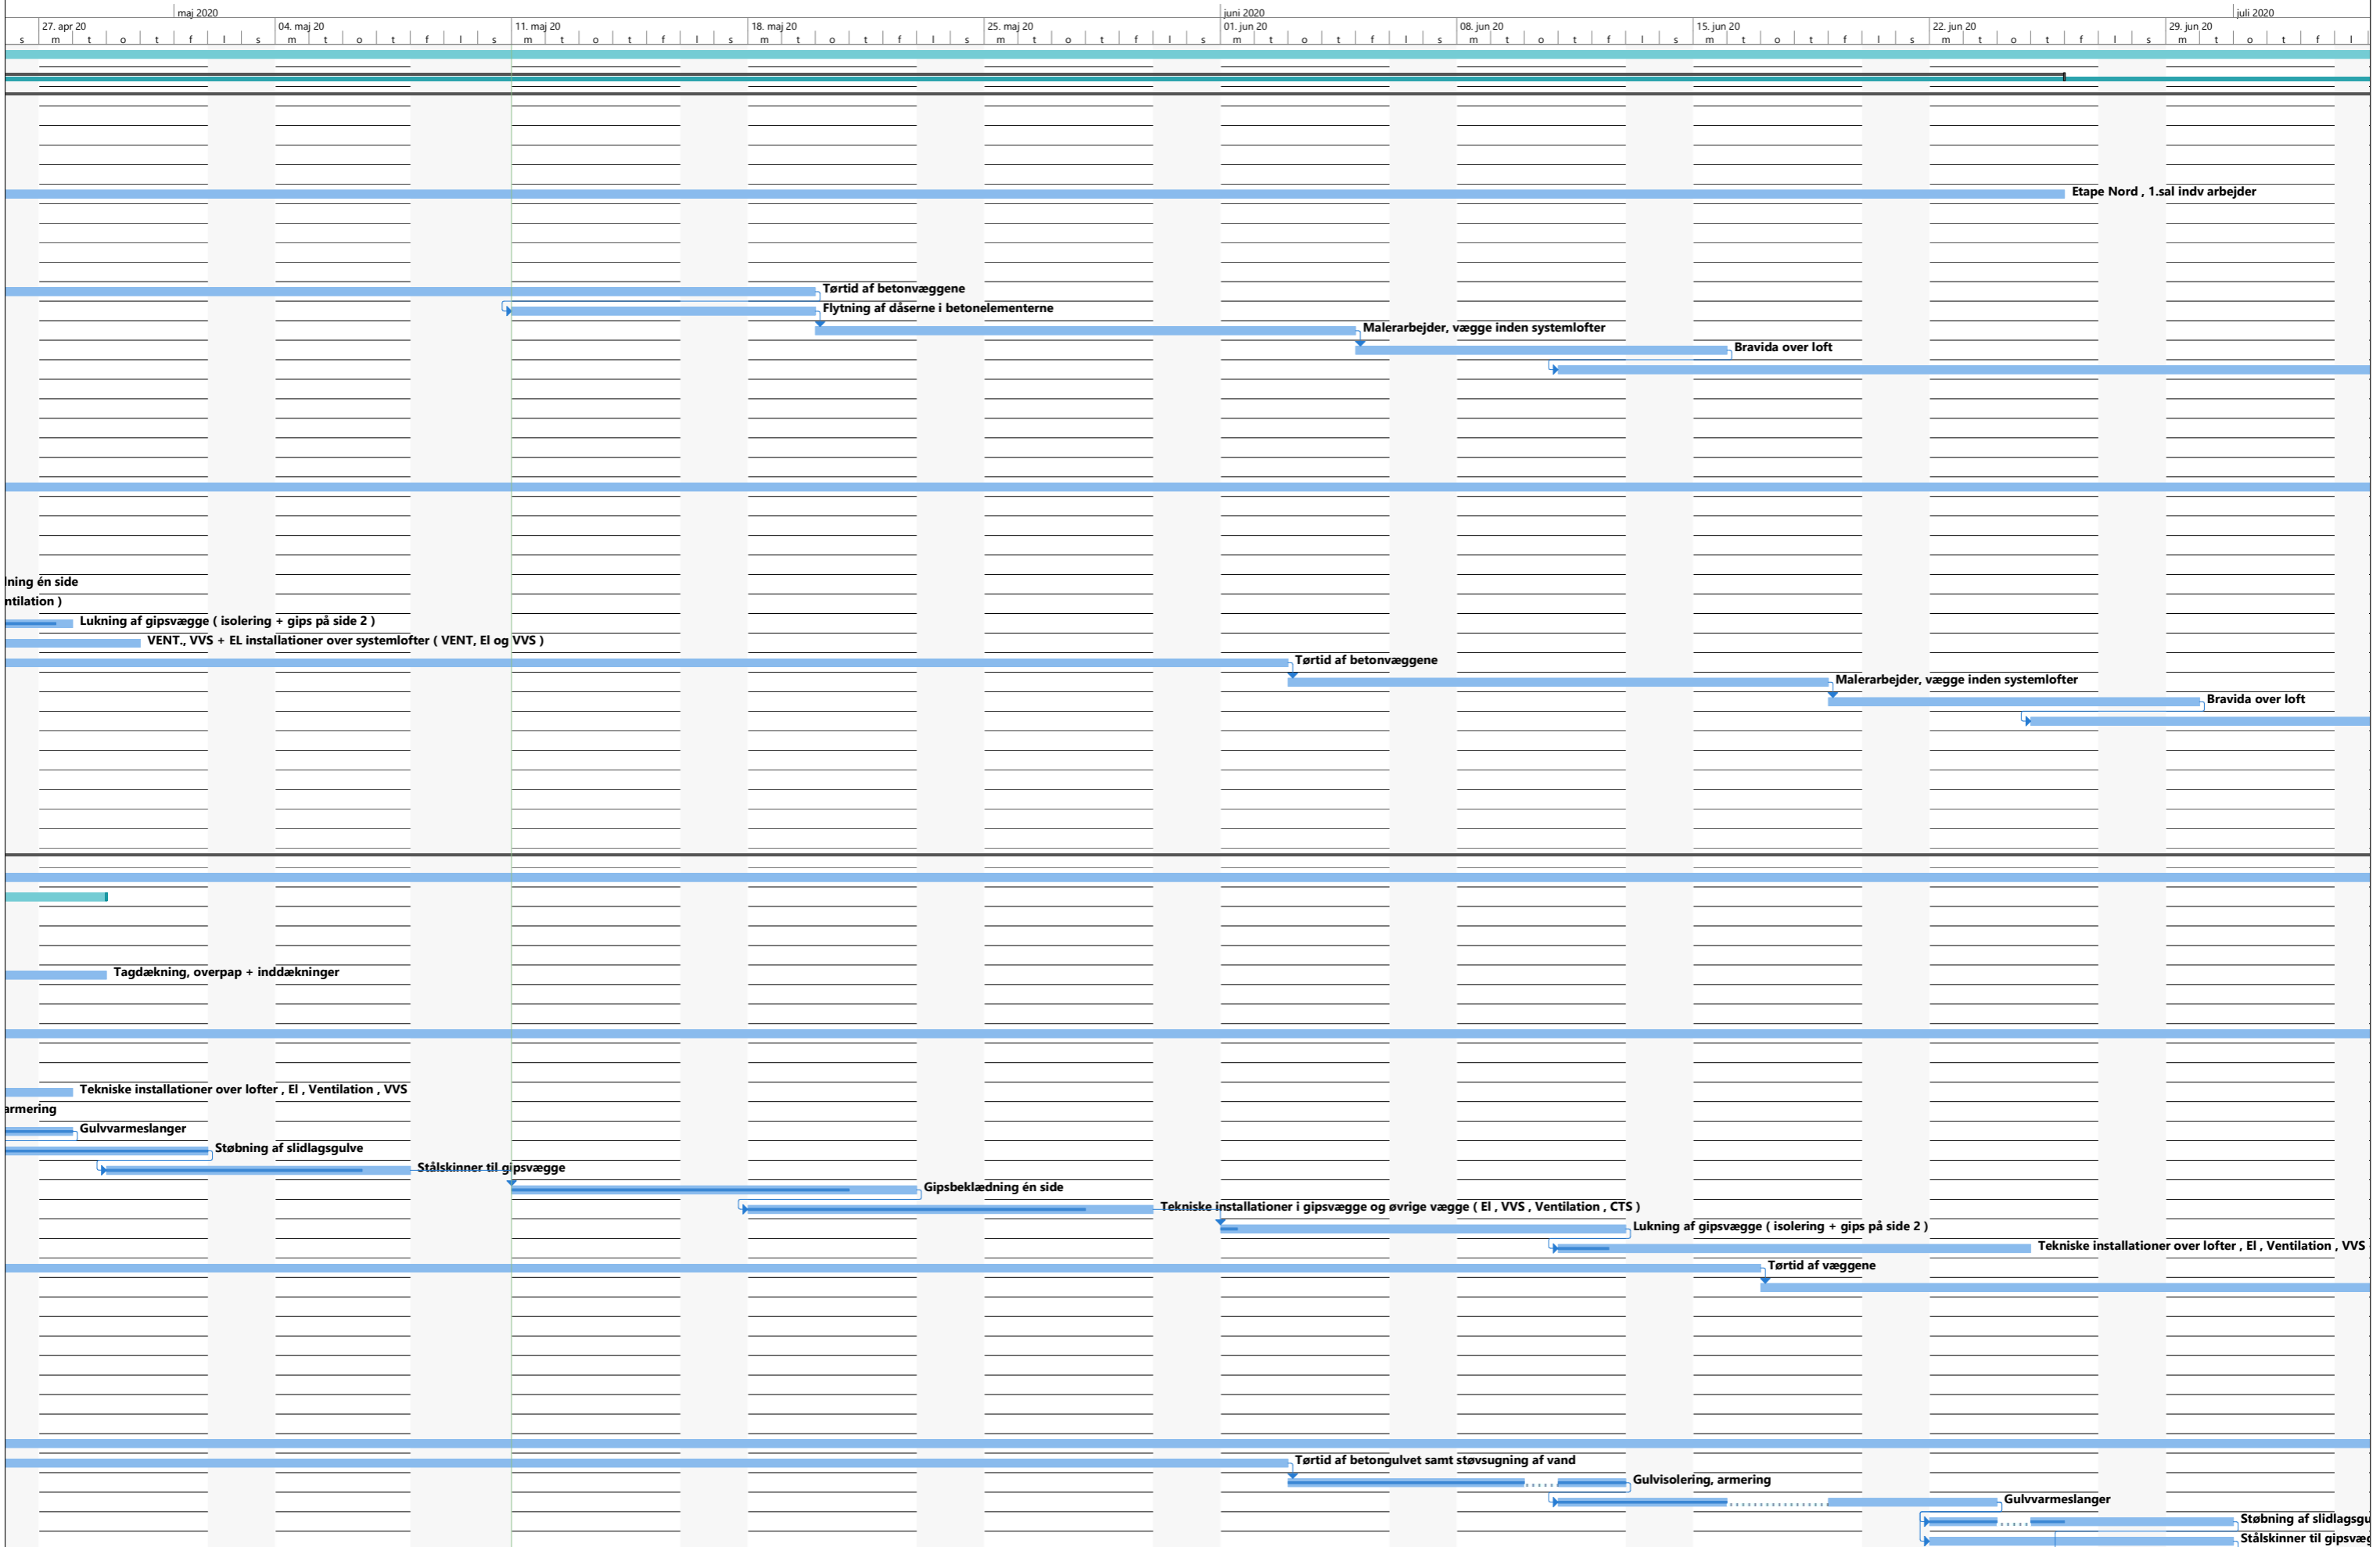 maj 2020 juni 2020 juli 2020
27. apr 20 04. maj 20 11. maj 20 18. maj 20 25. maj 20 01. jun 20 08. jun 20 15. jun 20 22. jun 20 29. jun 20
s m t o t f l s m t o t f l s m t o t f l s m t o t f l s m t o t f l s m t o t f l s m t o t f l s m t o t f l s m t o t f l s m t o t f l
Etape Nord , 1.sal indv arbejder
Tørtid af betonvæggene
Flytning af dåserne i betonelementerne
Malerarbejder, vægge inden systemlofter
Bravida over loft
lning én side
ntilation )
Lukning af gipsvægge ( isolering + gips på side 2 )
VENT., VVS + EL installationer over systemlofter ( VENT, El og VVS )
Tørtid af betonvæggene
Malerarbejder, vægge inden systemlofter
Bravida over loft
Tagdækning, overpap + inddækninger
Tekniske installationer over lofter , El , Ventilation , VVS
armering
Gulvvarmeslanger
Støbning af slidlagsgulve
Stålskinner til gipsvægge
Gipsbeklædning én side
Tekniske installationer i gipsvægge og øvrige vægge ( El , VVS , Ventilation , CTS )
Lukning af gipsvægge ( isolering + gips på side 2 )
Tekniske installationer over lofter , El , Ventilation , VVS
Tørtid af væggene
Tørtid af betongulvet samt støvsugning af vand
Gulvisolering, armering
Gulvvarmeslanger
Støbning af slidlagsgu
Stålskinner til gipsvæg